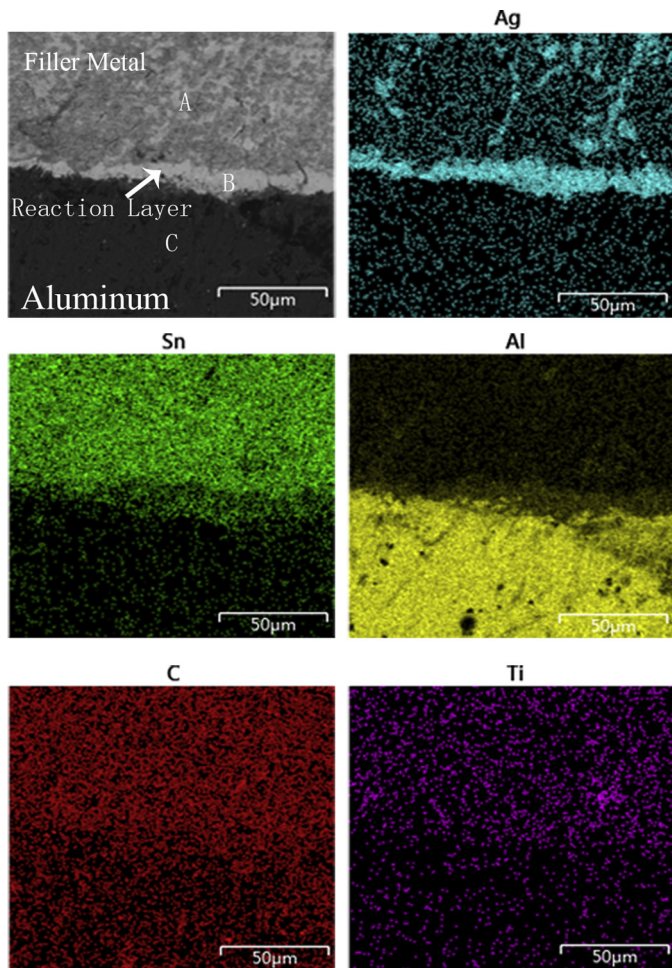 Ag
Filler Metal
A
B
Reaction Layer
C
Aluminum
50μm
50μm
Sn
Al
50μm
50μm
C
Ti
50μm
50μm